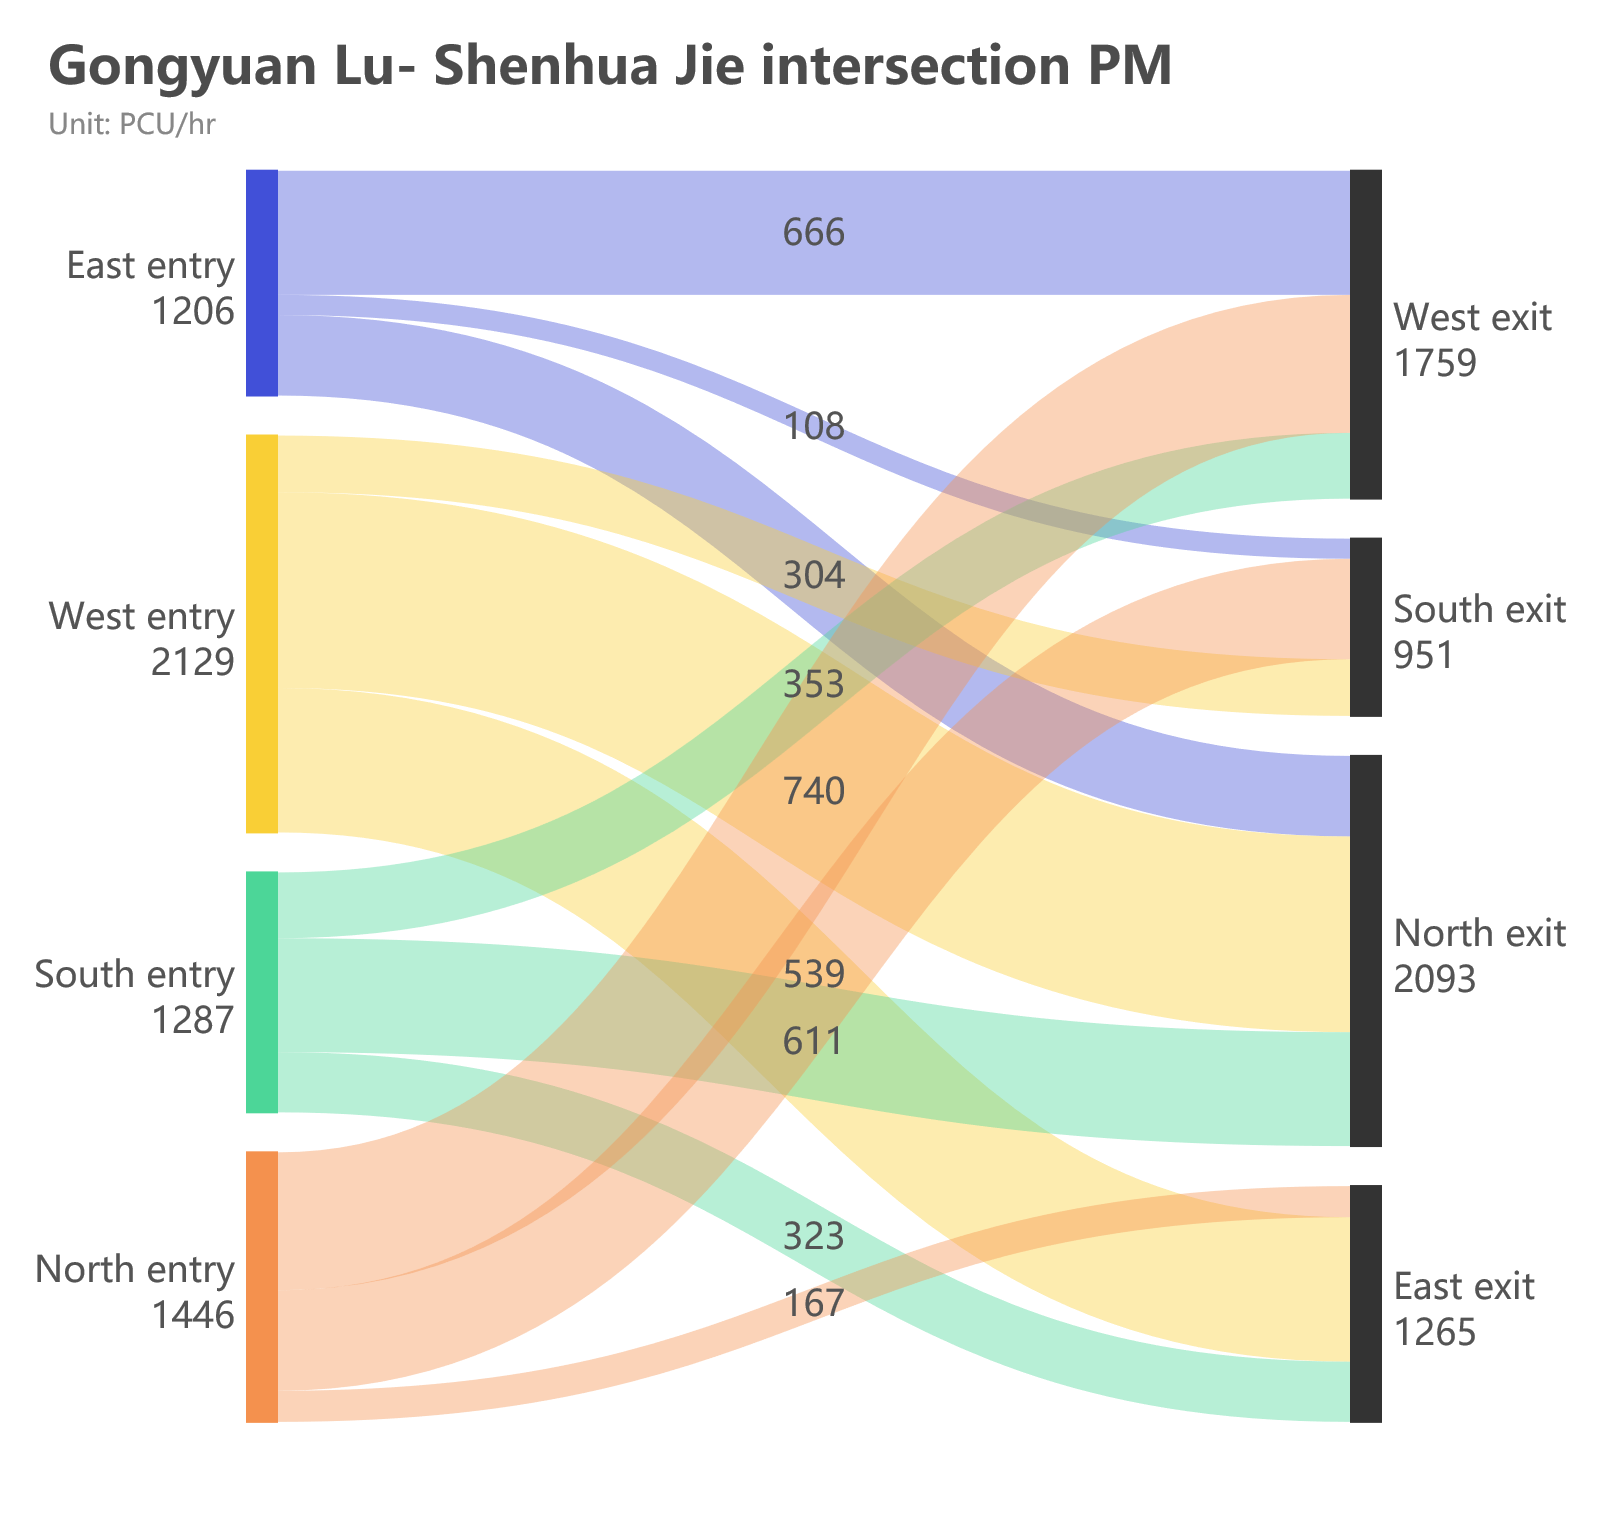 Gongyuan Lu- Shenhua Jie intersection PM
Unit: PCU/hr
East entry
1206
West entry
2129
South entry
1287
North entry
1446
666
108
304
353
740
539
611
323
167
West exit
1759
South exit
951
North exit
2093
East exit
1265